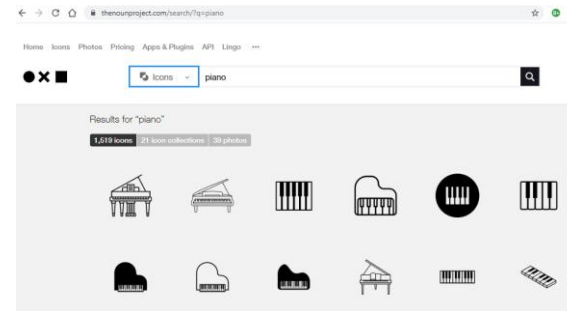 thenounproject.com/search/?q=piano
Home Icons Photos Pricing Apps & Plugins API Lingo •••
Icons piano
Results for "piano"
1,519 icons 21 icon collections 39 photos